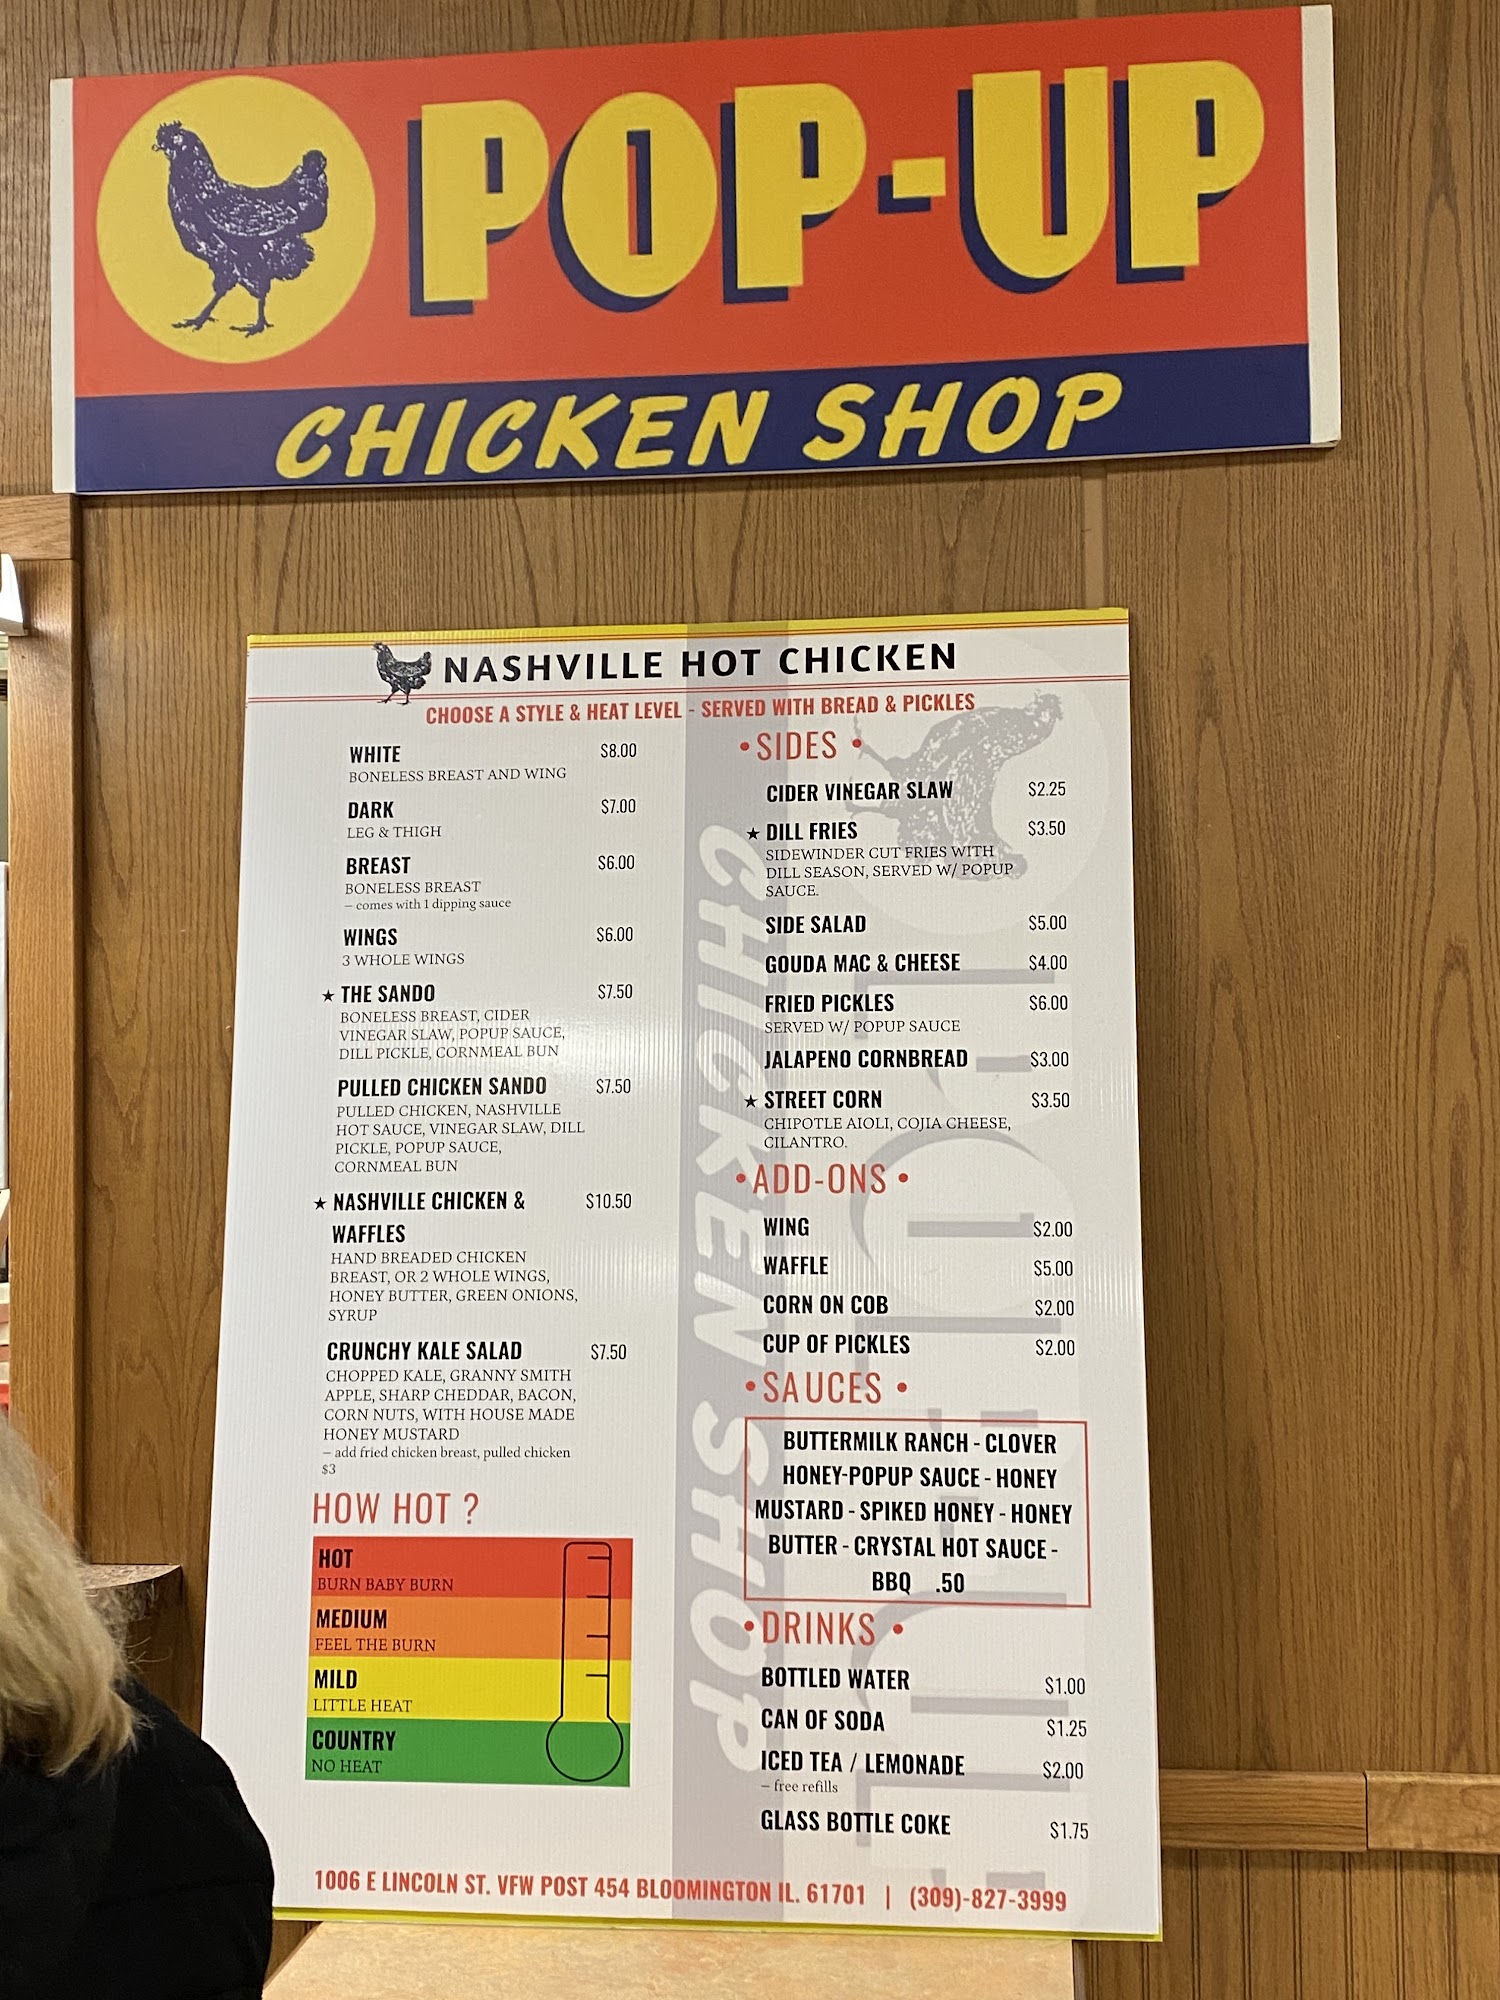 POP-UP
CHICKEN SHOP
NASHVILLE HOT CHICKEN
CHOOSE A STYLE & HEAT LEVEL - SERVED WITH BREAD & PICKLES
WHITE $8.00
BONELESS BREAST AND WING
DARK $7.00
LEG & THIGH
BREAST $6.00
BONELESS BREAST
– comes with 1 dipping sauce
WINGS $6.00
3 WHOLE WINGS
★ THE SANDO $7.50
BONELESS BREAST, CIDER
VINEGAR SLAW, POPUP SAUCE,
DILL PICKLE, CORNMEAL BUN
PULLED CHICKEN SANDO $7.50
PULLED CHICKEN, NASHVILLE
HOT SAUCE, VINEGAR SLAW, DILL
PICKLE, POPUP SAUCE,
CORNMEAL BUN
★ NASHVILLE CHICKEN & $10.50
WAFFLES
HAND BREADED CHICKEN
BREAST, OR 2 WHOLE WINGS,
HONEY BUTTER, GREEN ONIONS,
SYRUP
CRUNCHY KALE SALAD $7.50
CHOPPED KALE, GRANNY SMITH
APPLE, SHARP CHEDDAR, BACON,
CORN NUTS, WITH HOUSE MADE
HONEY MUSTARD
– add fried chicken breast, pulled chicken
$3
HOW HOT ?
HOT
BURN BABY BURN
MEDIUM
FEEL THE BURN
MILD
LITTLE HEAT
COUNTRY
NO HEAT
• SIDES •
CIDER VINEGAR SLAW $2.25
★ DILL FRIES $3.50
SIDEWINDER CUT FRIES WITH
DILL SEASON, SERVED W/ POPUP
SAUCE.
SIDE SALAD $5.00
GOUDA MAC & CHEESE $4.00
FRIED PICKLES $6.00
SERVED W/ POPUP SAUCE
JALAPENO CORNBREAD $3.00
★ STREET CORN $3.50
CHIPOTLE AIOLI, COJIA CHEESE,
CILANTRO.
• ADD-ONS •
WING $2.00
WAFFLE $5.00
CORN ON COB $2.00
CUP OF PICKLES $2.00
• SAUCES •
BUTTERMILK RANCH - CLOVER
HONEY-POPUP SAUCE - HONEY
MUSTARD - SPIKED HONEY - HONEY
BUTTER - CRYSTAL HOT SAUCE -
BBQ .50
• DRINKS •
BOTTLED WATER $1.00
CAN OF SODA $1.25
ICED TEA / LEMONADE $2.00
– free refills
GLASS BOTTLE COKE $1.75
CHICKEN SHOP
POP-UP
1006 E LINCOLN ST. VFW POST 454 BLOOMINGTON IL. 61701 | (309)-827-3999